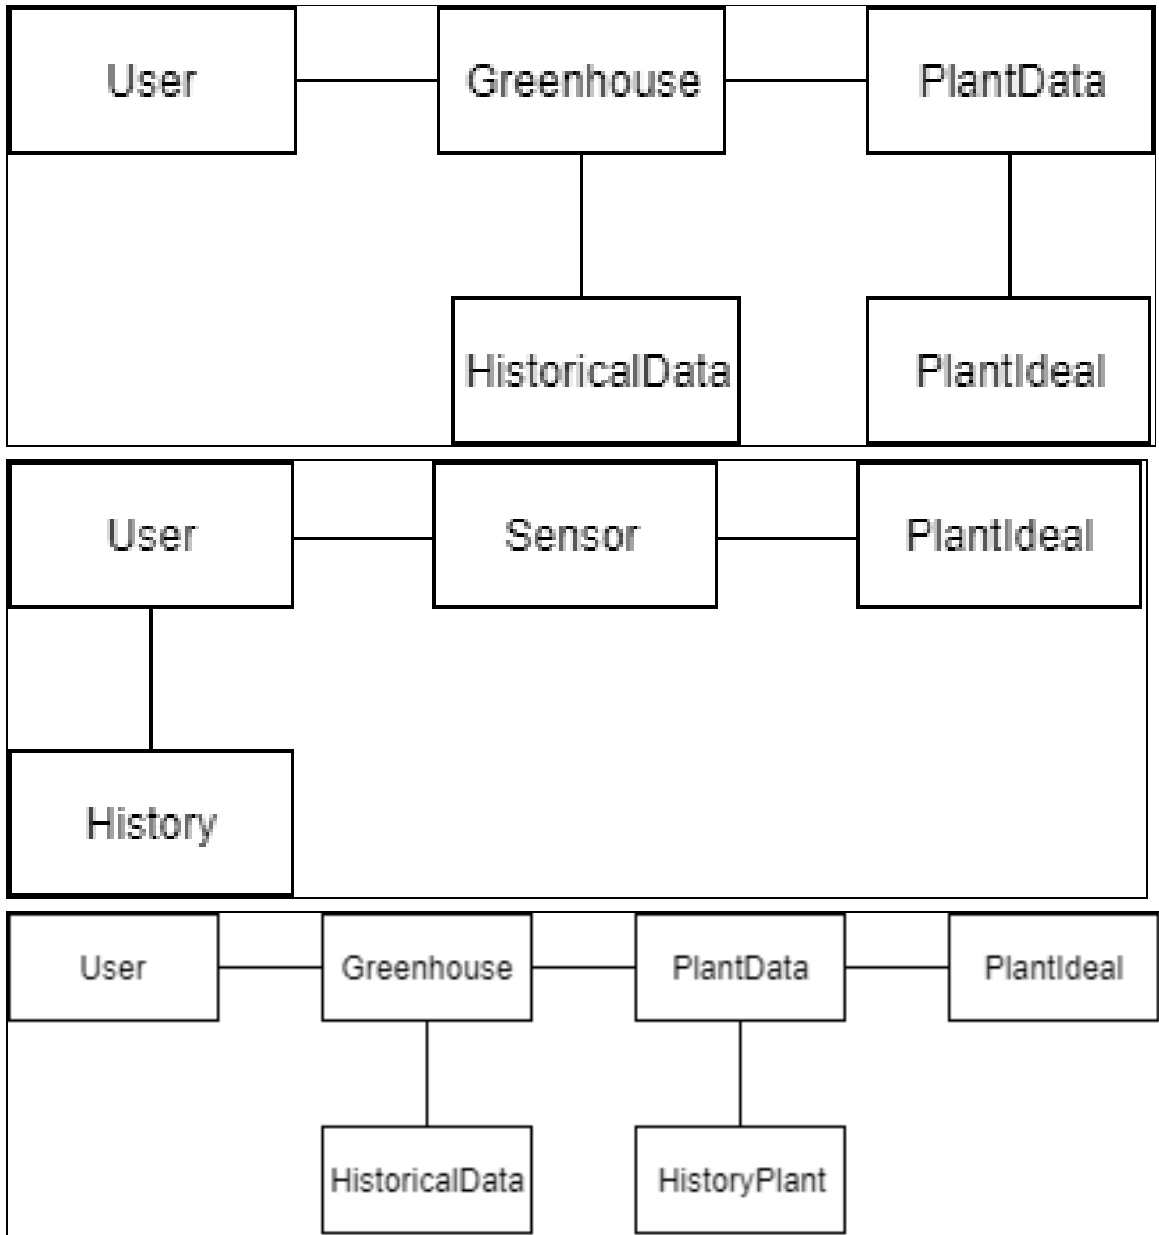 User
Greenhouse
PlantData
HistoricalData
PlantIdeal
User
Sensor
PlantIdeal
History
User
Greenhouse
PlantData
PlantIdeal
HistoricalData
HistoryPlant